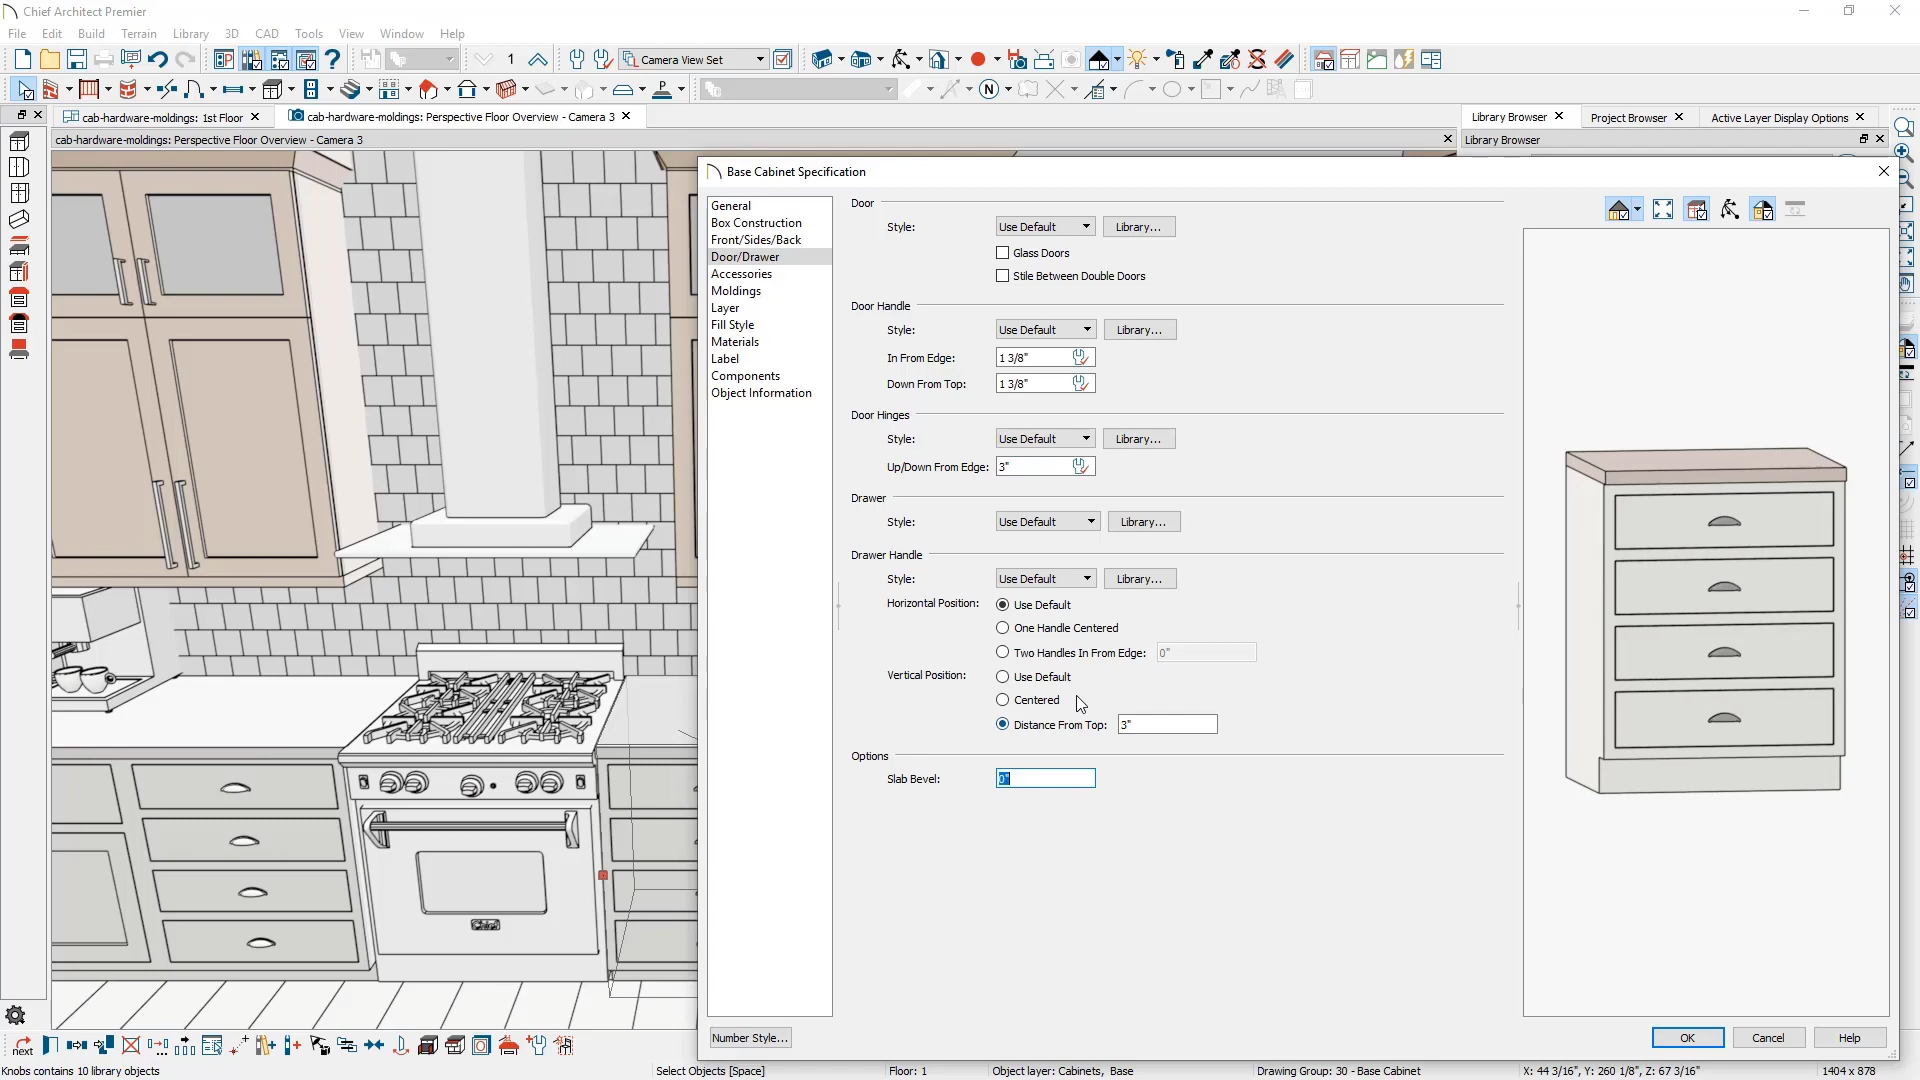 Chief Architect Premier
File Edit Build Terrain Library 3D CAD Tools View Window Help
1 Camera View Set
cab-hardware-moldings: 1st Floor cab-hardware-moldings: Perspective Floor Overview - Camera 3 Library Browser Project Browser Active Layer Display Options
cab-hardware-moldings: Perspective Floor Overview - Camera 3 Library Browser
Base Cabinet Specification
General
Box Construction
Front/Sides/Back
Door/Drawer
Accessories
Moldings
Layer
Fill Style
Materials
Label
Components
Object Information
Door
Style: Use Default Library...
Glass Doors
Stile Between Double Doors
Door Handle
Style: Use Default Library...
In From Edge: 1 3/8"
Down From Top: 1 3/8"
Door Hinges
Style: Use Default Library...
Up/Down From Edge: 3"
Drawer
Style: Use Default Library...
Drawer Handle
Style: Use Default Library...
Horizontal Position: Use Default
One Handle Centered
Two Handles In From Edge: 0"
Vertical Position: Use Default
Centered
Distance From Top: 3"
Options
Slab Bevel: 0"
Number Style... OK Cancel Help
next
Knobs contains 10 library objects Select Objects [Space] Floor: 1 Object layer: Cabinets, Base Drawing Group: 30 - Base Cabinet X: 44 3/16", Y: 260 1/8", Z: 67 3/16" 1404 x 878